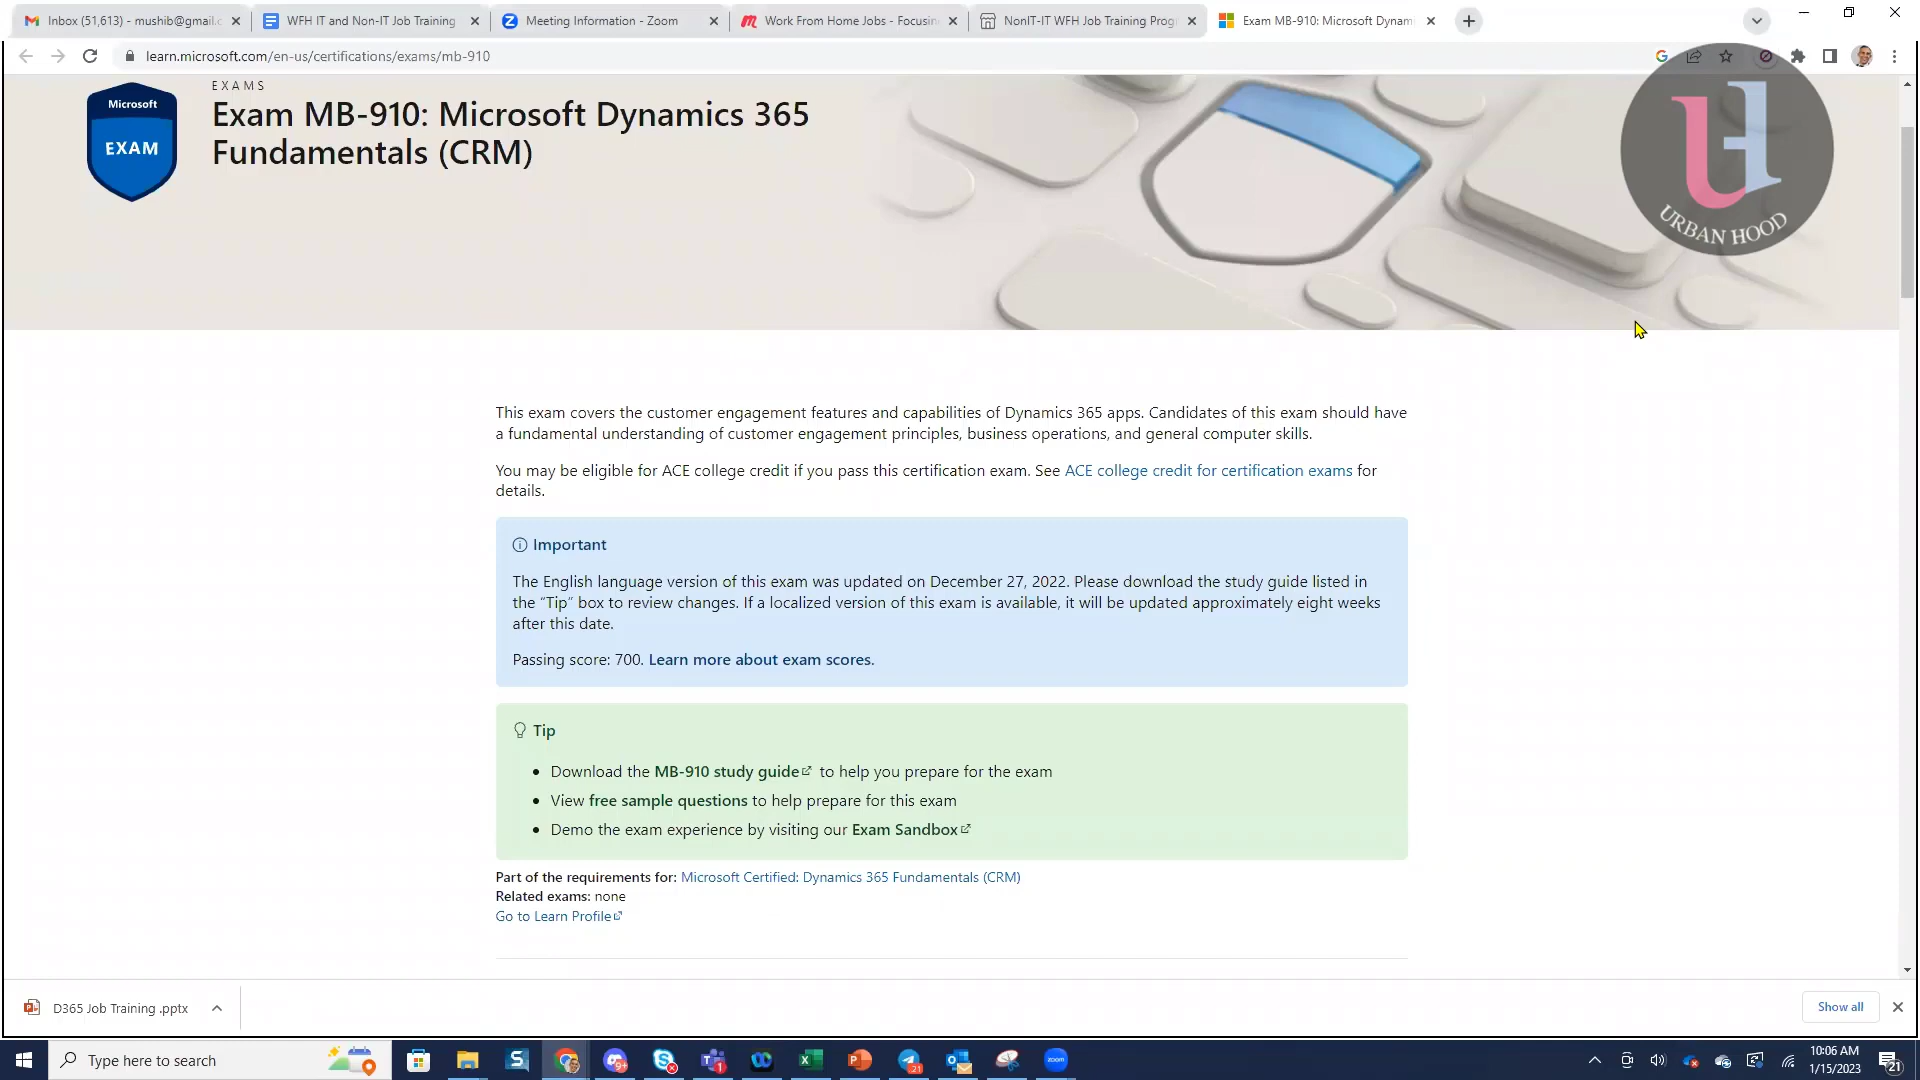 Inbox (51,613) - mushib@gmail.c
WFH IT and Non-IT Job Training
Meeting Information - Zoom
Work From Home Jobs - Focusin
NonIT-IT WFH Job Training Prog
Exam MB-910: Microsoft Dynam
learn.microsoft.com/en-us/certifications/exams/mb-910
Microsoft
EXAM
EXAMS
Exam MB-910: Microsoft Dynamics 365
Fundamentals (CRM)
URBAN HOOD
This exam covers the customer engagement features and capabilities of Dynamics 365 apps. Candidates of this exam should have
a fundamental understanding of customer engagement principles, business operations, and general computer skills.
You may be eligible for ACE college credit if you pass this certification exam. See ACE college credit for certification exams for
details.
Important
The English language version of this exam was updated on December 27, 2022. Please download the study guide listed in
the “Tip” box to review changes. If a localized version of this exam is available, it will be updated approximately eight weeks
after this date.
Passing score: 700. Learn more about exam scores.
Tip
• Download the MB-910 study guide to help you prepare for the exam
• View free sample questions to help prepare for this exam
• Demo the exam experience by visiting our Exam Sandbox
Part of the requirements for: Microsoft Certified: Dynamics 365 Fundamentals (CRM)
Related exams: none
Go to Learn Profile
D365 Job Training .pptx
Show all
Type here to search
10:06 AM
1/15/2023
21